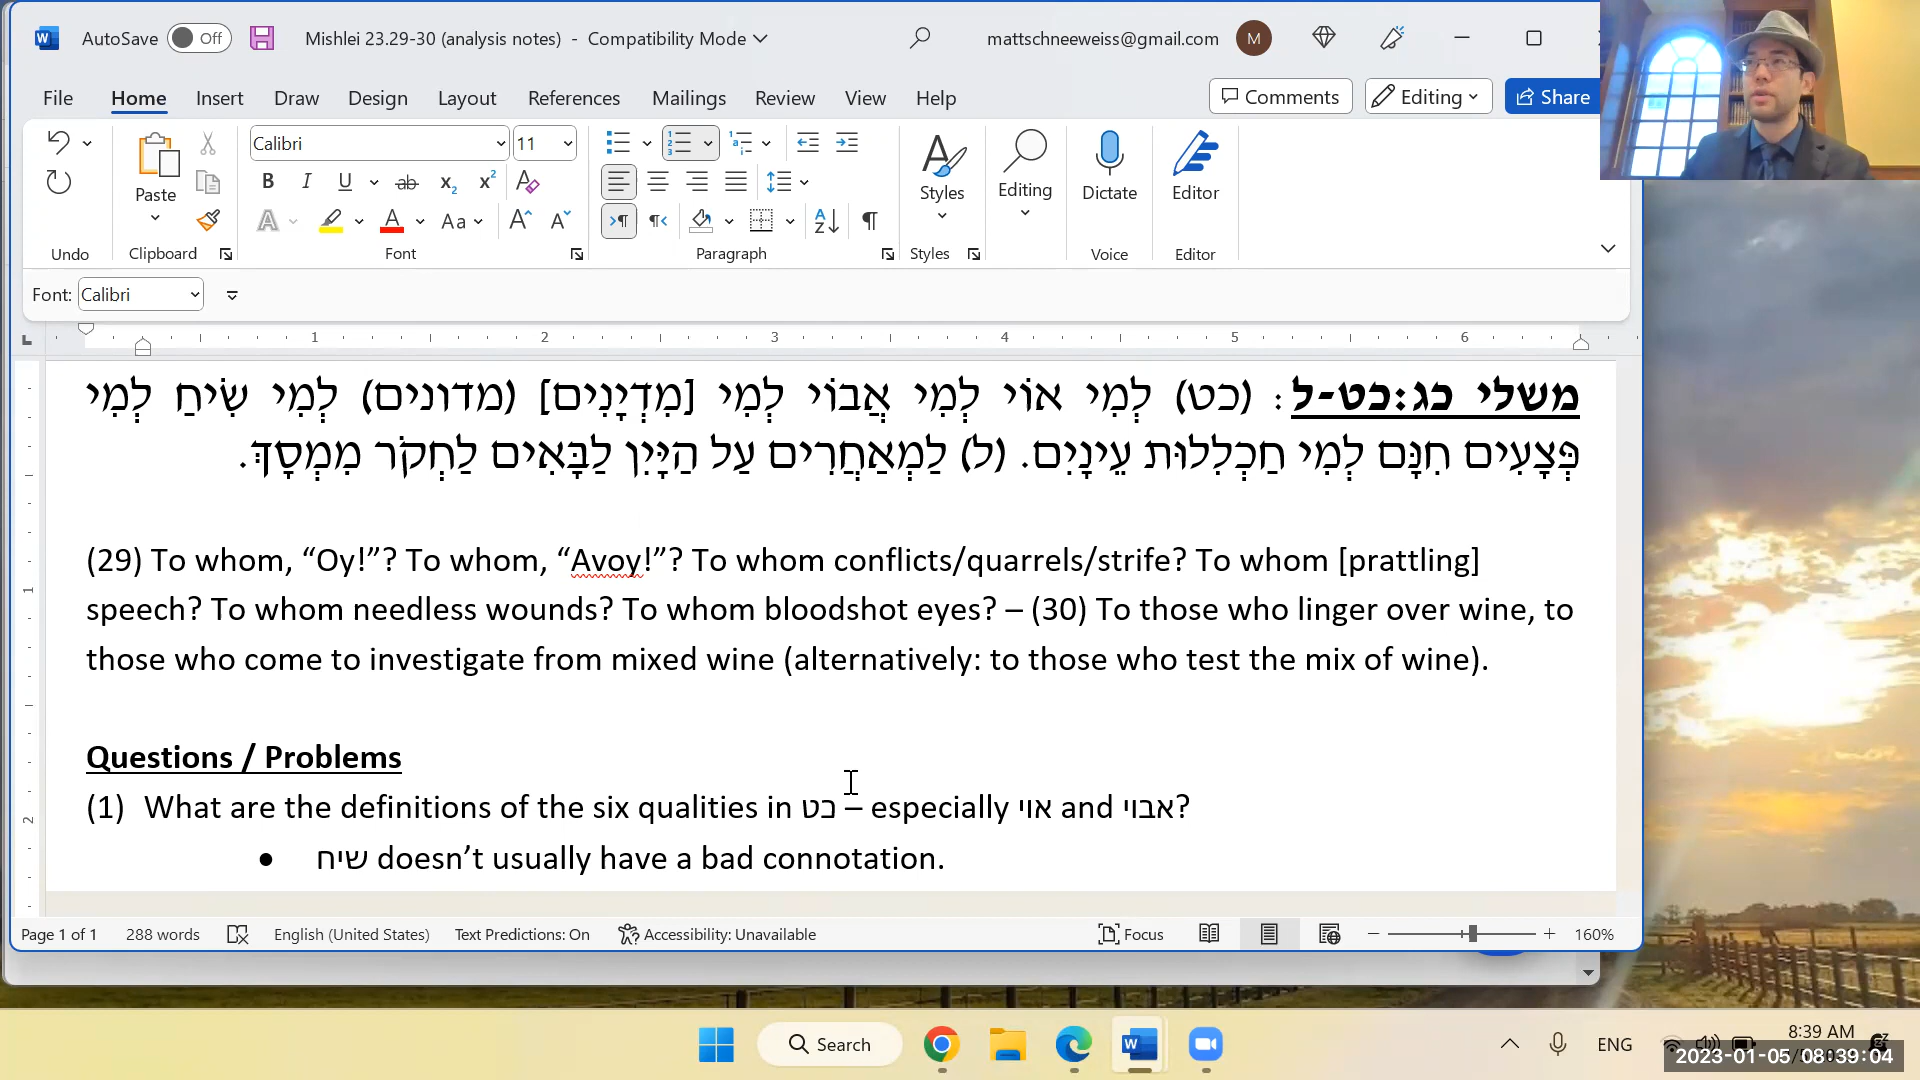 AutoSave Off Mishlei 23.29-30 (analysis notes) - Compatibility Mode mattschneeweiss@gmail.com M
File Home Insert Draw Design Layout References Mailings Review View Help Comments Editing Share
Calibri 11
Paste Styles Editing Dictate Editor
Undo Clipboard Font Paragraph Styles Voice Editor
Font: Calibri
1 2 3 4 5 6
משלי כג:כט-ל: (כט) לְמִי אוֹי לְמִי אֲבוֹי לְמִי [מִדְיָנִים] (מדונים) לְמִי שִׂיחַ לְמִי
פְּצָעִים חִנָּם לְמִי חַכְלִלוּת עֵינָיִם. (ל) לַמְאַחֲרִים עַל הַיָּיִן לַבָּאִים לַחְקֹר מִמְסָךְ.
(29) To whom, “Oy!”? To whom, “Avoy!”? To whom conflicts/quarrels/strife? To whom [prattling]
speech? To whom needless wounds? To whom bloodshot eyes? – (30) To those who linger over wine, to
those who come to investigate from mixed wine (alternatively: to those who test the mix of wine).
Questions / Problems
(1) What are the definitions of the six qualities in כט – especially אוי and אבוי?
• שיח doesn’t usually have a bad connotation.
Page 1 of 1 288 words English (United States) Text Predictions: On Accessibility: Unavailable Focus 160%
Search ENG 8:39 AM
2023-01-05 08:39:04